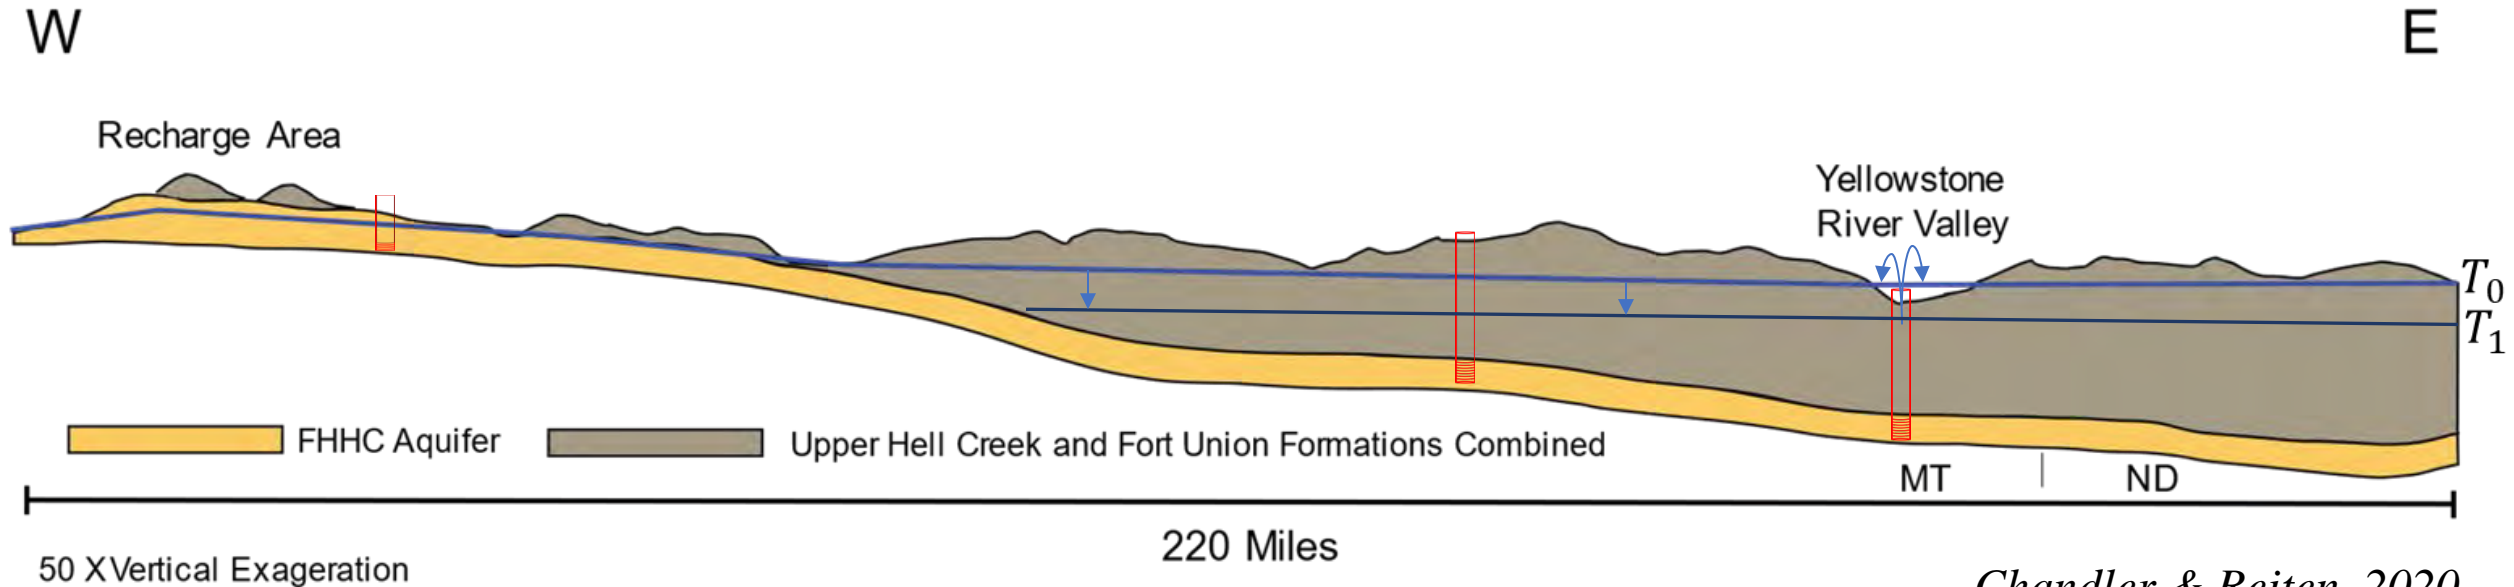 W
E
Recharge Area
Yellowstone
River Valley
T0
T1
FHHC Aquifer
Upper Hell Creek and Fort Union Formations Combined
MT
ND
220 Miles
50 X Vertical Exageration
Chandler & Reiten, 2020